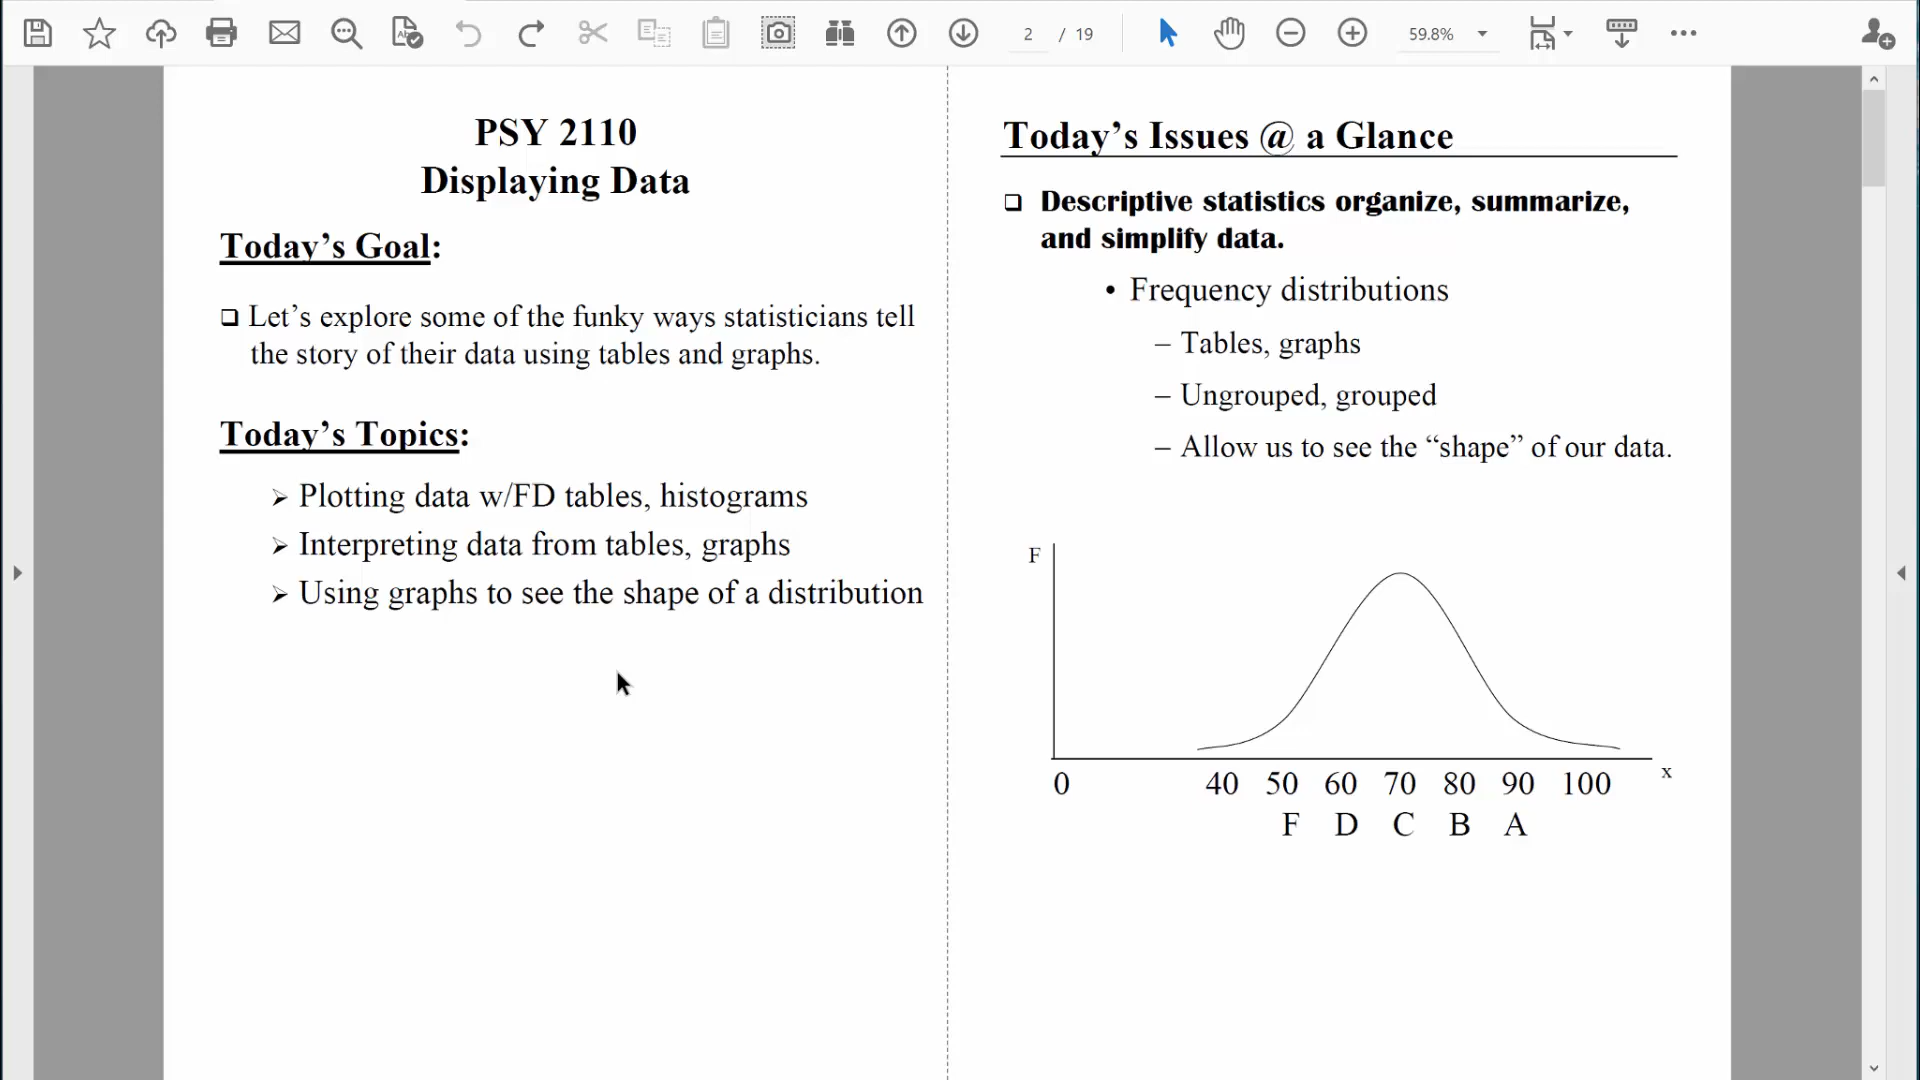 2 / 19
59.8%
PSY 2110
Displaying Data
Today’s Goal:
❑ Let’s explore some of the funky ways statisticians tell
the story of their data using tables and graphs.
Today’s Topics:
➢ Plotting data w/FD tables, histograms
➢ Interpreting data from tables, graphs
➢ Using graphs to see the shape of a distribution
Today’s Issues @ a Glance
❑ Descriptive statistics organize, summarize,
and simplify data.
• Frequency distributions
– Tables, graphs
– Ungrouped, grouped
– Allow us to see the “shape” of our data.
F
0 40 50 60 70 80 90 100 x
F D C B A